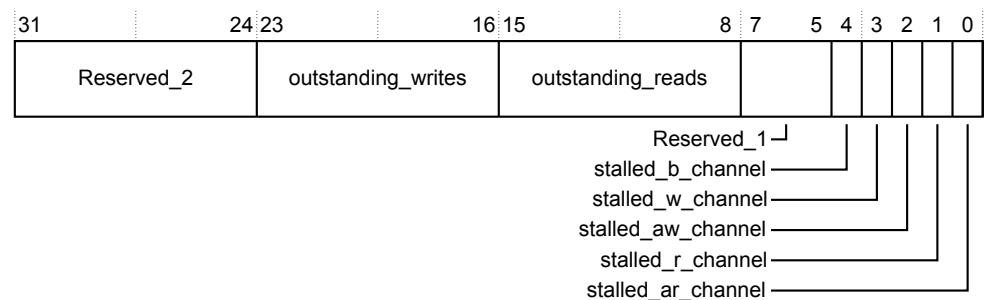 31 24 23 16 15 8 7 5 4 3 2 1 0
Reserved_2 outstanding_writes outstanding_reads
Reserved_1
stalled_b_channel
stalled_w_channel
stalled_aw_channel
stalled_r_channel
stalled_ar_channel